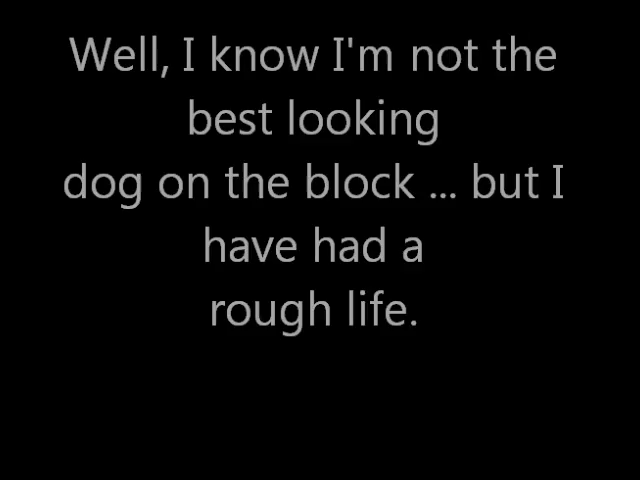 Well, I know I'm not the
best looking
dog on the block ... but I
have had a
rough life.